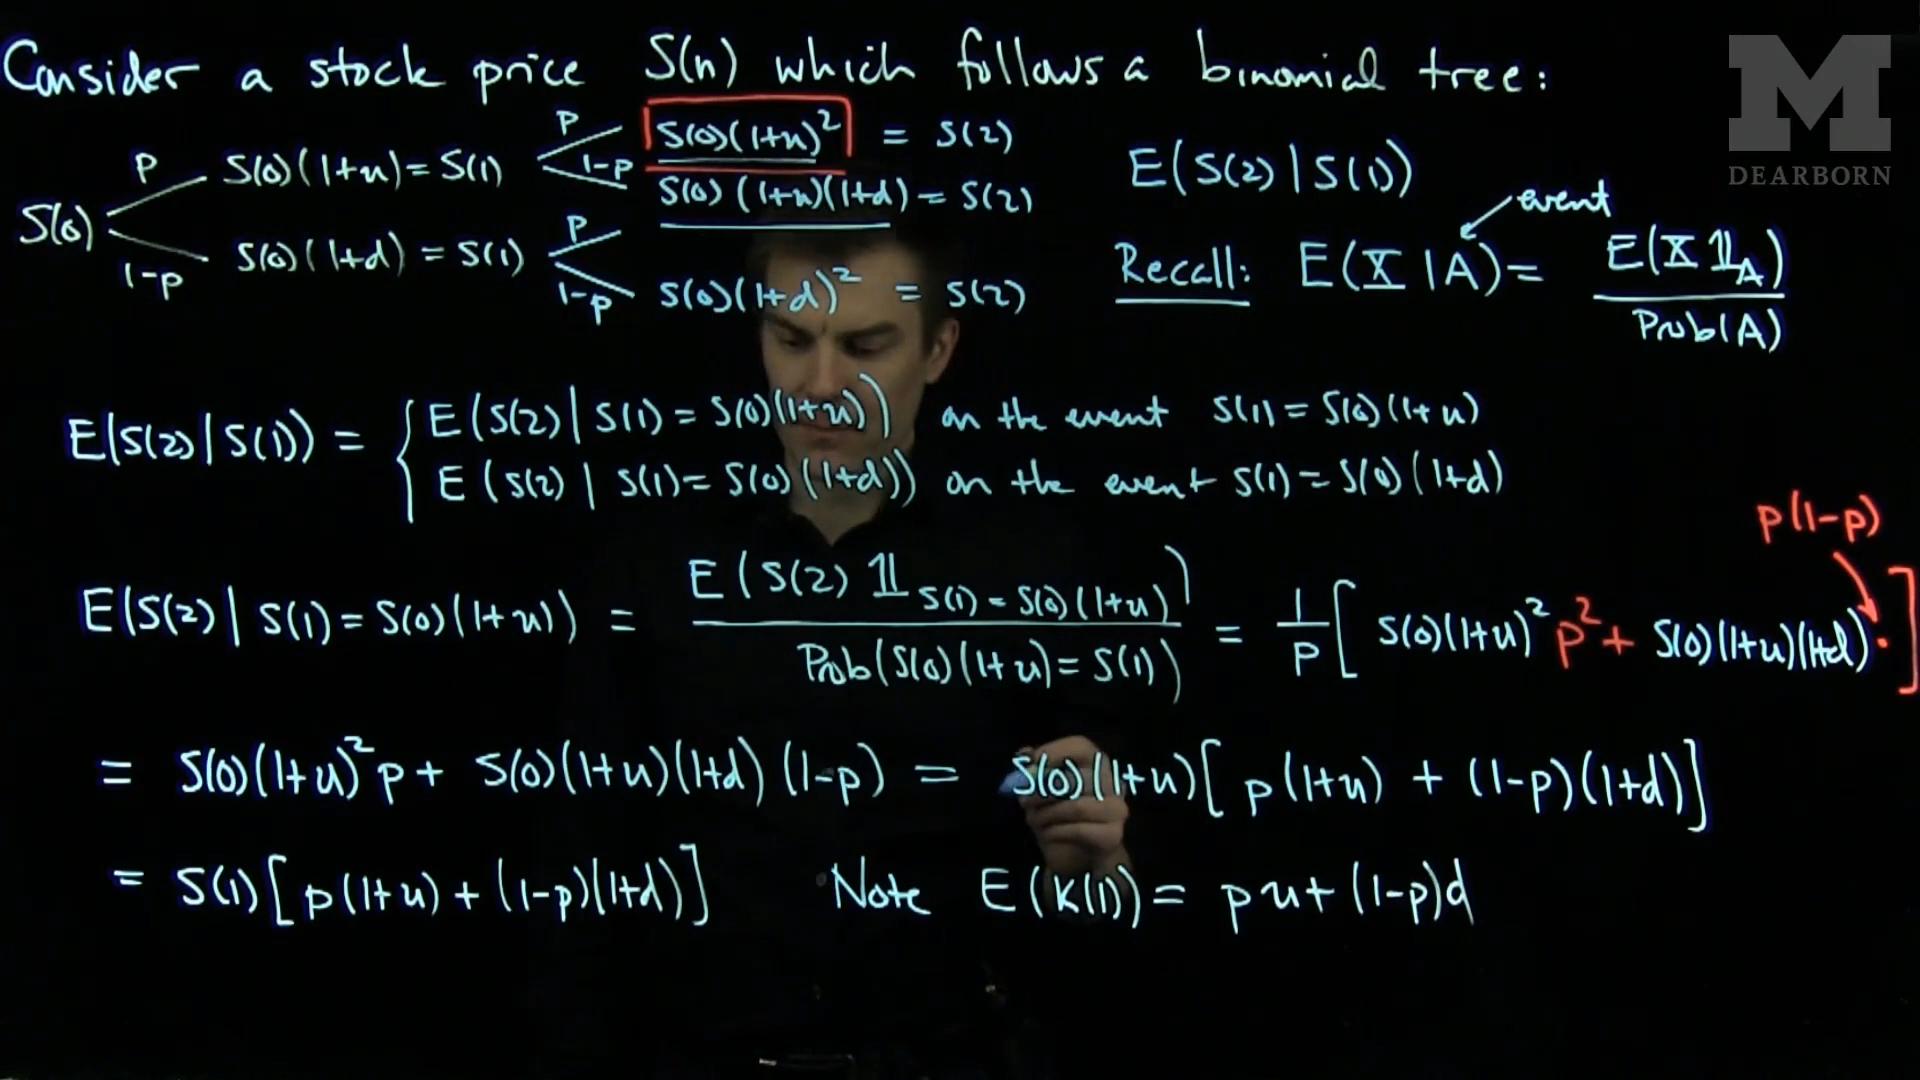 Consider a stock price S(n) which follows a binomial tree:
M
DEARBORN
S(0)
p
1-p
S(0)(1+u)=S(1)
S(0)(1+d) = S(1)
p
1-p
p
1-p
S(0)(1+u)² = S(2)
S(0)(1+u)(1+d) = S(2)
S(0)(1+d)² = S(2)
E(S(2)|S(1))
event
Recall: E(X|A) = E(X 𝟙_A) / Prob(A)
E(S(2)|S(1)) = { E(S(2)|S(1) = S(0)(1+u)) on the event S(1) = S(0)(1+u)
E(S(2)|S(1) = S(0)(1+d)) on the event S(1) = S(0)(1+d)
p(1-p)
E(S(2)|S(1) = S(0)(1+u)) = E(S(2) 𝟙_{S(1)=S(0)(1+u)}) / Prob(S(0)(1+u)=S(1)) = 1/p [S(0)(1+u)² p² + S(0)(1+u)(1+d) · ]
= S(0)(1+u)² p + S(0)(1+u)(1+d)(1-p) = S(0)(1+u)[p(1+u) + (1-p)(1+d)]
= S(1)[p(1+u) + (1-p)(1+d)] Note E(K(1)) = pu + (1-p)d